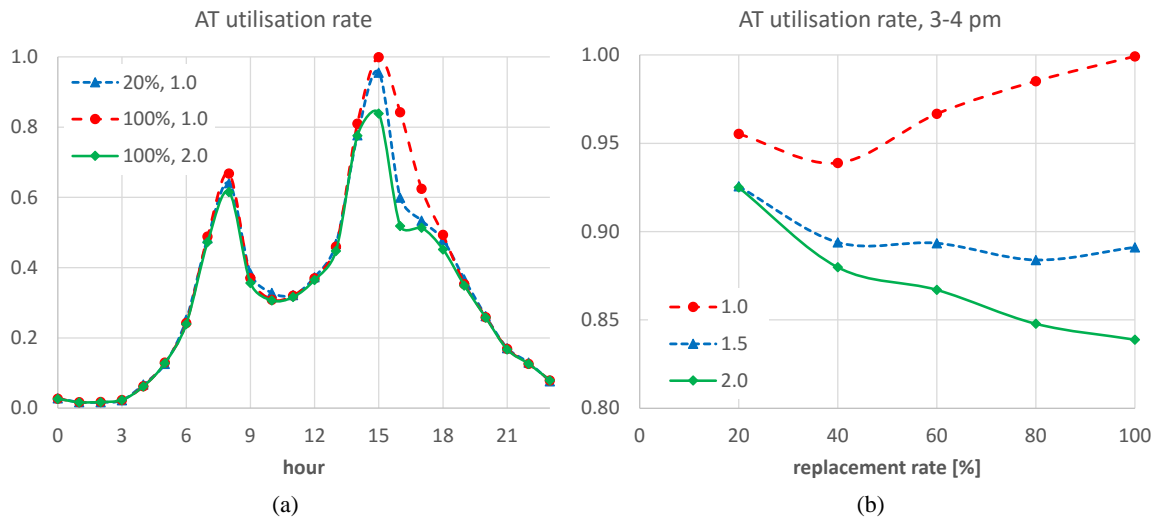 AT utilisation rate
1.0
0.8
0.6
0.4
0.2
0.0
20%, 1.0
100%, 1.0
100%, 2.0
0 3 6 9 12 15 18 21
hour
(a)
AT utilisation rate, 3-4 pm
1.00
0.95
0.90
0.85
0.80
1.0
1.5
2.0
0 20 40 60 80 100
replacement rate [%]
(b)